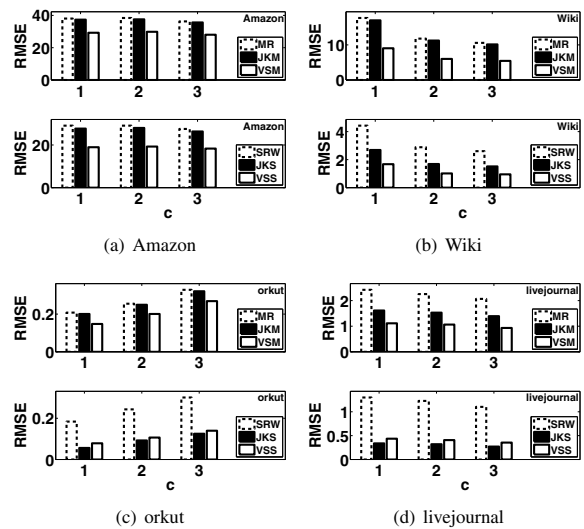 Amazon
40
20
0
RMSE
MR
JKM
VSM
1 2 3
Amazon
20
0
RMSE
SRW
JKS
VSS
1 2 3
c
(a) Amazon
Wiki
10
0
RMSE
MR
JKM
VSM
1 2 3
Wiki
4
2
0
RMSE
SRW
JKS
VSS
1 2 3
c
(b) Wiki
orkut
0.2
0
RMSE
MR
JKM
VSM
1 2 3
orkut
0.2
0
RMSE
SRW
JKS
VSS
1 2 3
c
(c) orkut
livejournal
2
1
0
RMSE
MR
JKM
VSM
1 2 3
livejournal
1
0.5
0
RMSE
SRW
JKS
VSS
1 2 3
c
(d) livejournal